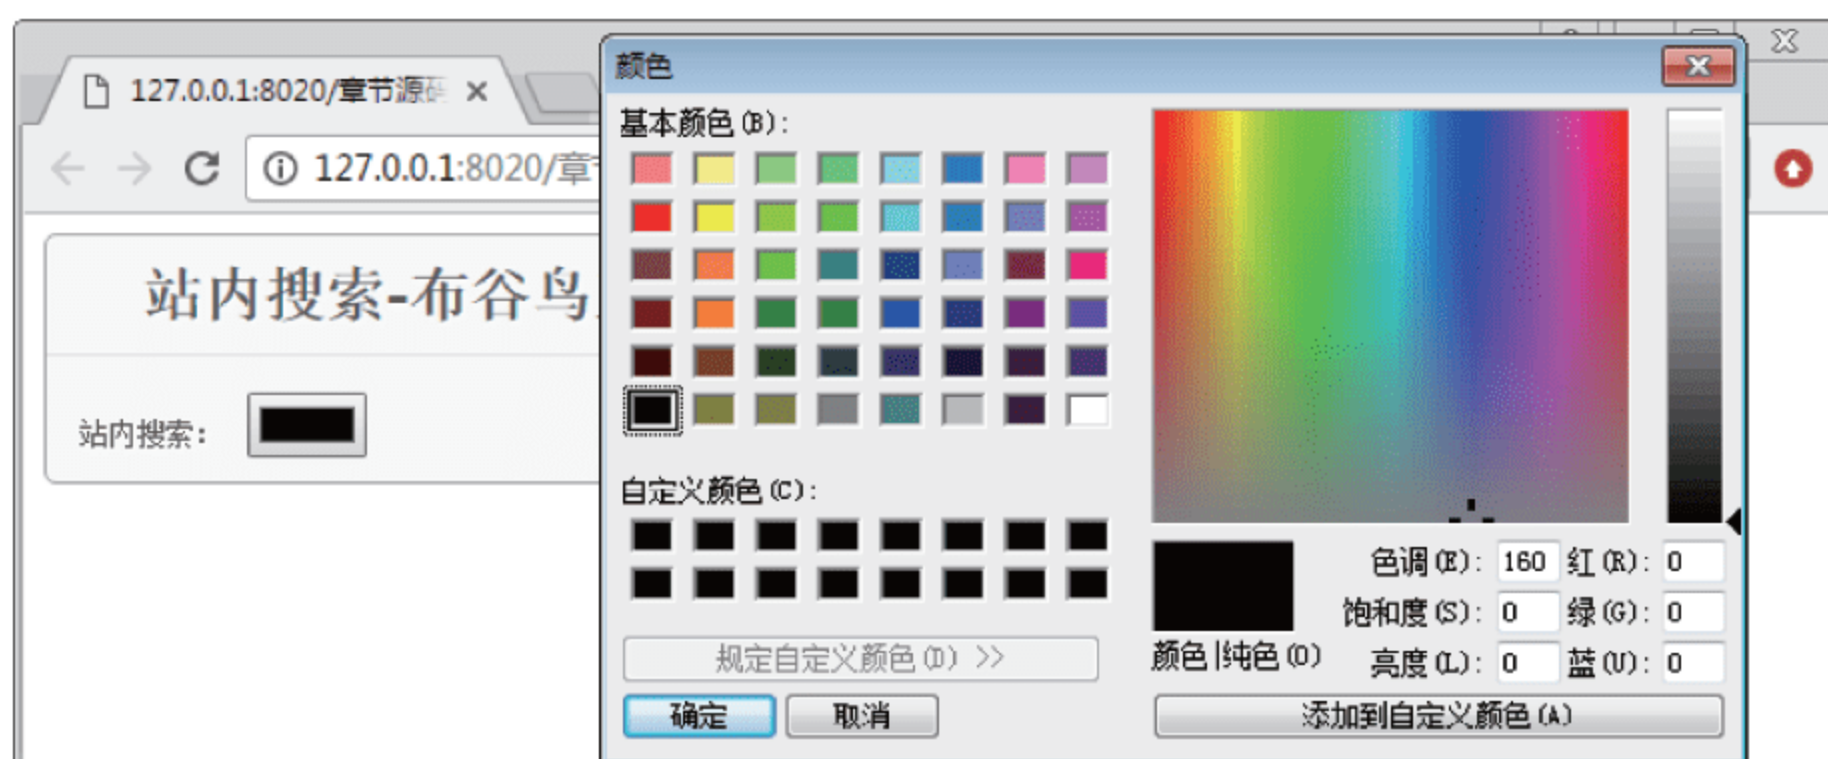 127.0.0.1:8020/章节源码
127.0.0.1:8020/章
站内搜索-布谷鸟
站内搜索：
颜色
基本颜色(B):
自定义颜色(C):
规定自定义颜色(D) >>
确定
取消
色调(E): 160 红(R): 0
饱和度(S): 0 绿(G): 0
颜色|纯色(O) 亮度(L): 0 蓝(U): 0
添加到自定义颜色(A)